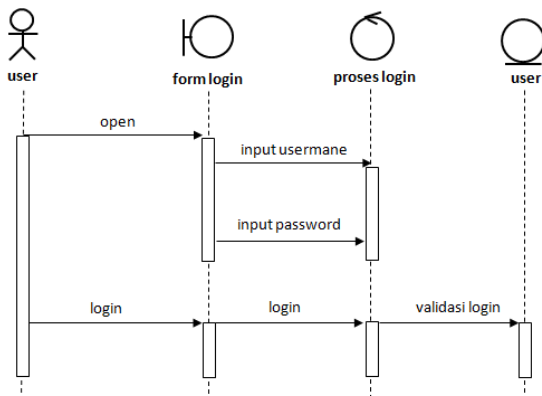 user
form login
proses login
user
open
input usermane
input password
login
login
validasi login